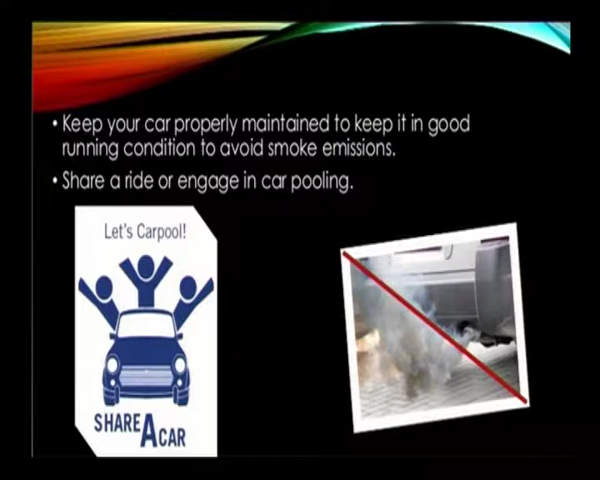 • Keep your car properly maintained to keep it in good
running condition to avoid smoke emissions.
• Share a ride or engage in car pooling.
Let's Carpool!
SHARE A CAR